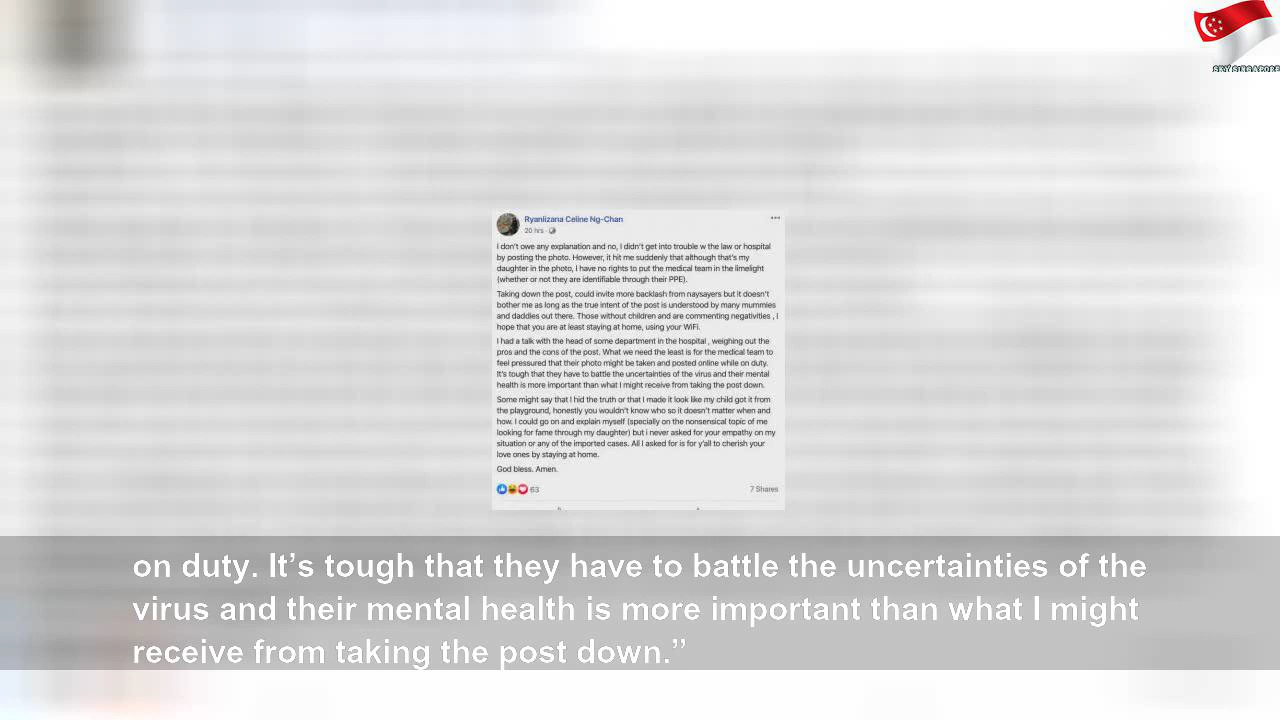 SKY SINGAPORE
Ryanlizana Celine Ng-Chan
20 hrs ·
I don't owe any explanation and no, I didn't get into trouble w the law or hospital
by posting the photo. However, it hit me suddenly that although that's my
daughter in the photo, I have no rights to put the medical team in the limelight
(whether or not they are identifiable through their PPE).
Taking down the post, could invite more backlash from naysayers but it doesn't
bother me as long as the true intent of the post is understood by many mummies
and daddies out there. Those without children and are commenting negativities , I
hope that you are at least staying at home, using your WiFi.
I had a talk with the head of some department in the hospital , weighing out the
pros and the cons of the post. What we need the least is for the medical team to
feel pressured that their photo might be taken and posted online while on duty.
It's tough that they have to battle the uncertainties of the virus and their mental
health is more important than what I might receive from taking the post down.
Some might say that I hid the truth or that I made it look like my child got it from
the playground, honestly you wouldn't know who so it doesn't matter when and
how. I could go on and explain myself (specially on the nonsensical topic of me
looking for fame through my daughter) but i never asked for your empathy on my
situation or any of the imported cases. All I asked for is for y'all to cherish your
love ones by staying at home.
God bless. Amen.
63
7 Shares
on duty. It’s tough that they have to battle the uncertainties of the
virus and their mental health is more important than what I might
receive from taking the post down.”